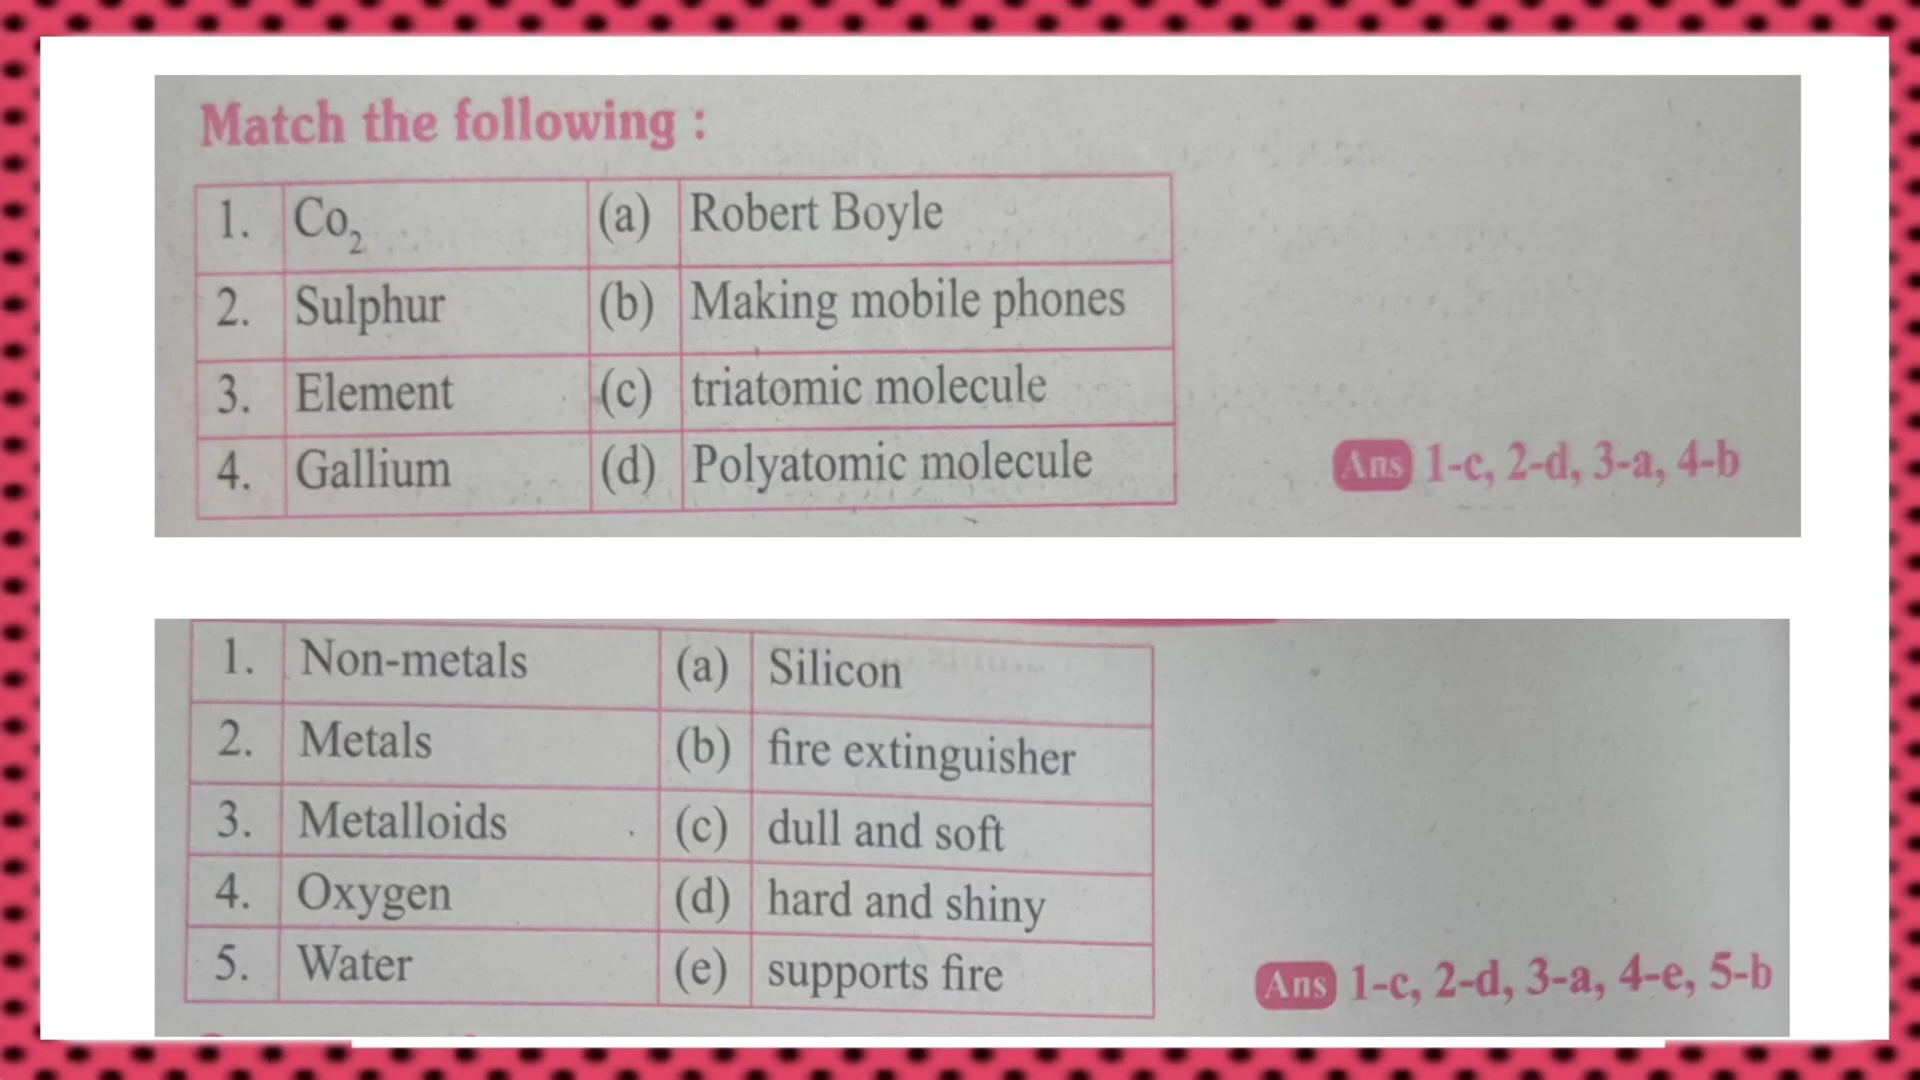 Match the following :
1. Co₂ (a) Robert Boyle
2. Sulphur (b) Making mobile phones
3. Element (c) triatomic molecule
4. Gallium (d) Polyatomic molecule
Ans 1-c, 2-d, 3-a, 4-b
1. Non-metals (a) Silicon
2. Metals (b) fire extinguisher
3. Metalloids (c) dull and soft
4. Oxygen (d) hard and shiny
5. Water (e) supports fire
Ans 1-c, 2-d, 3-a, 4-e, 5-b